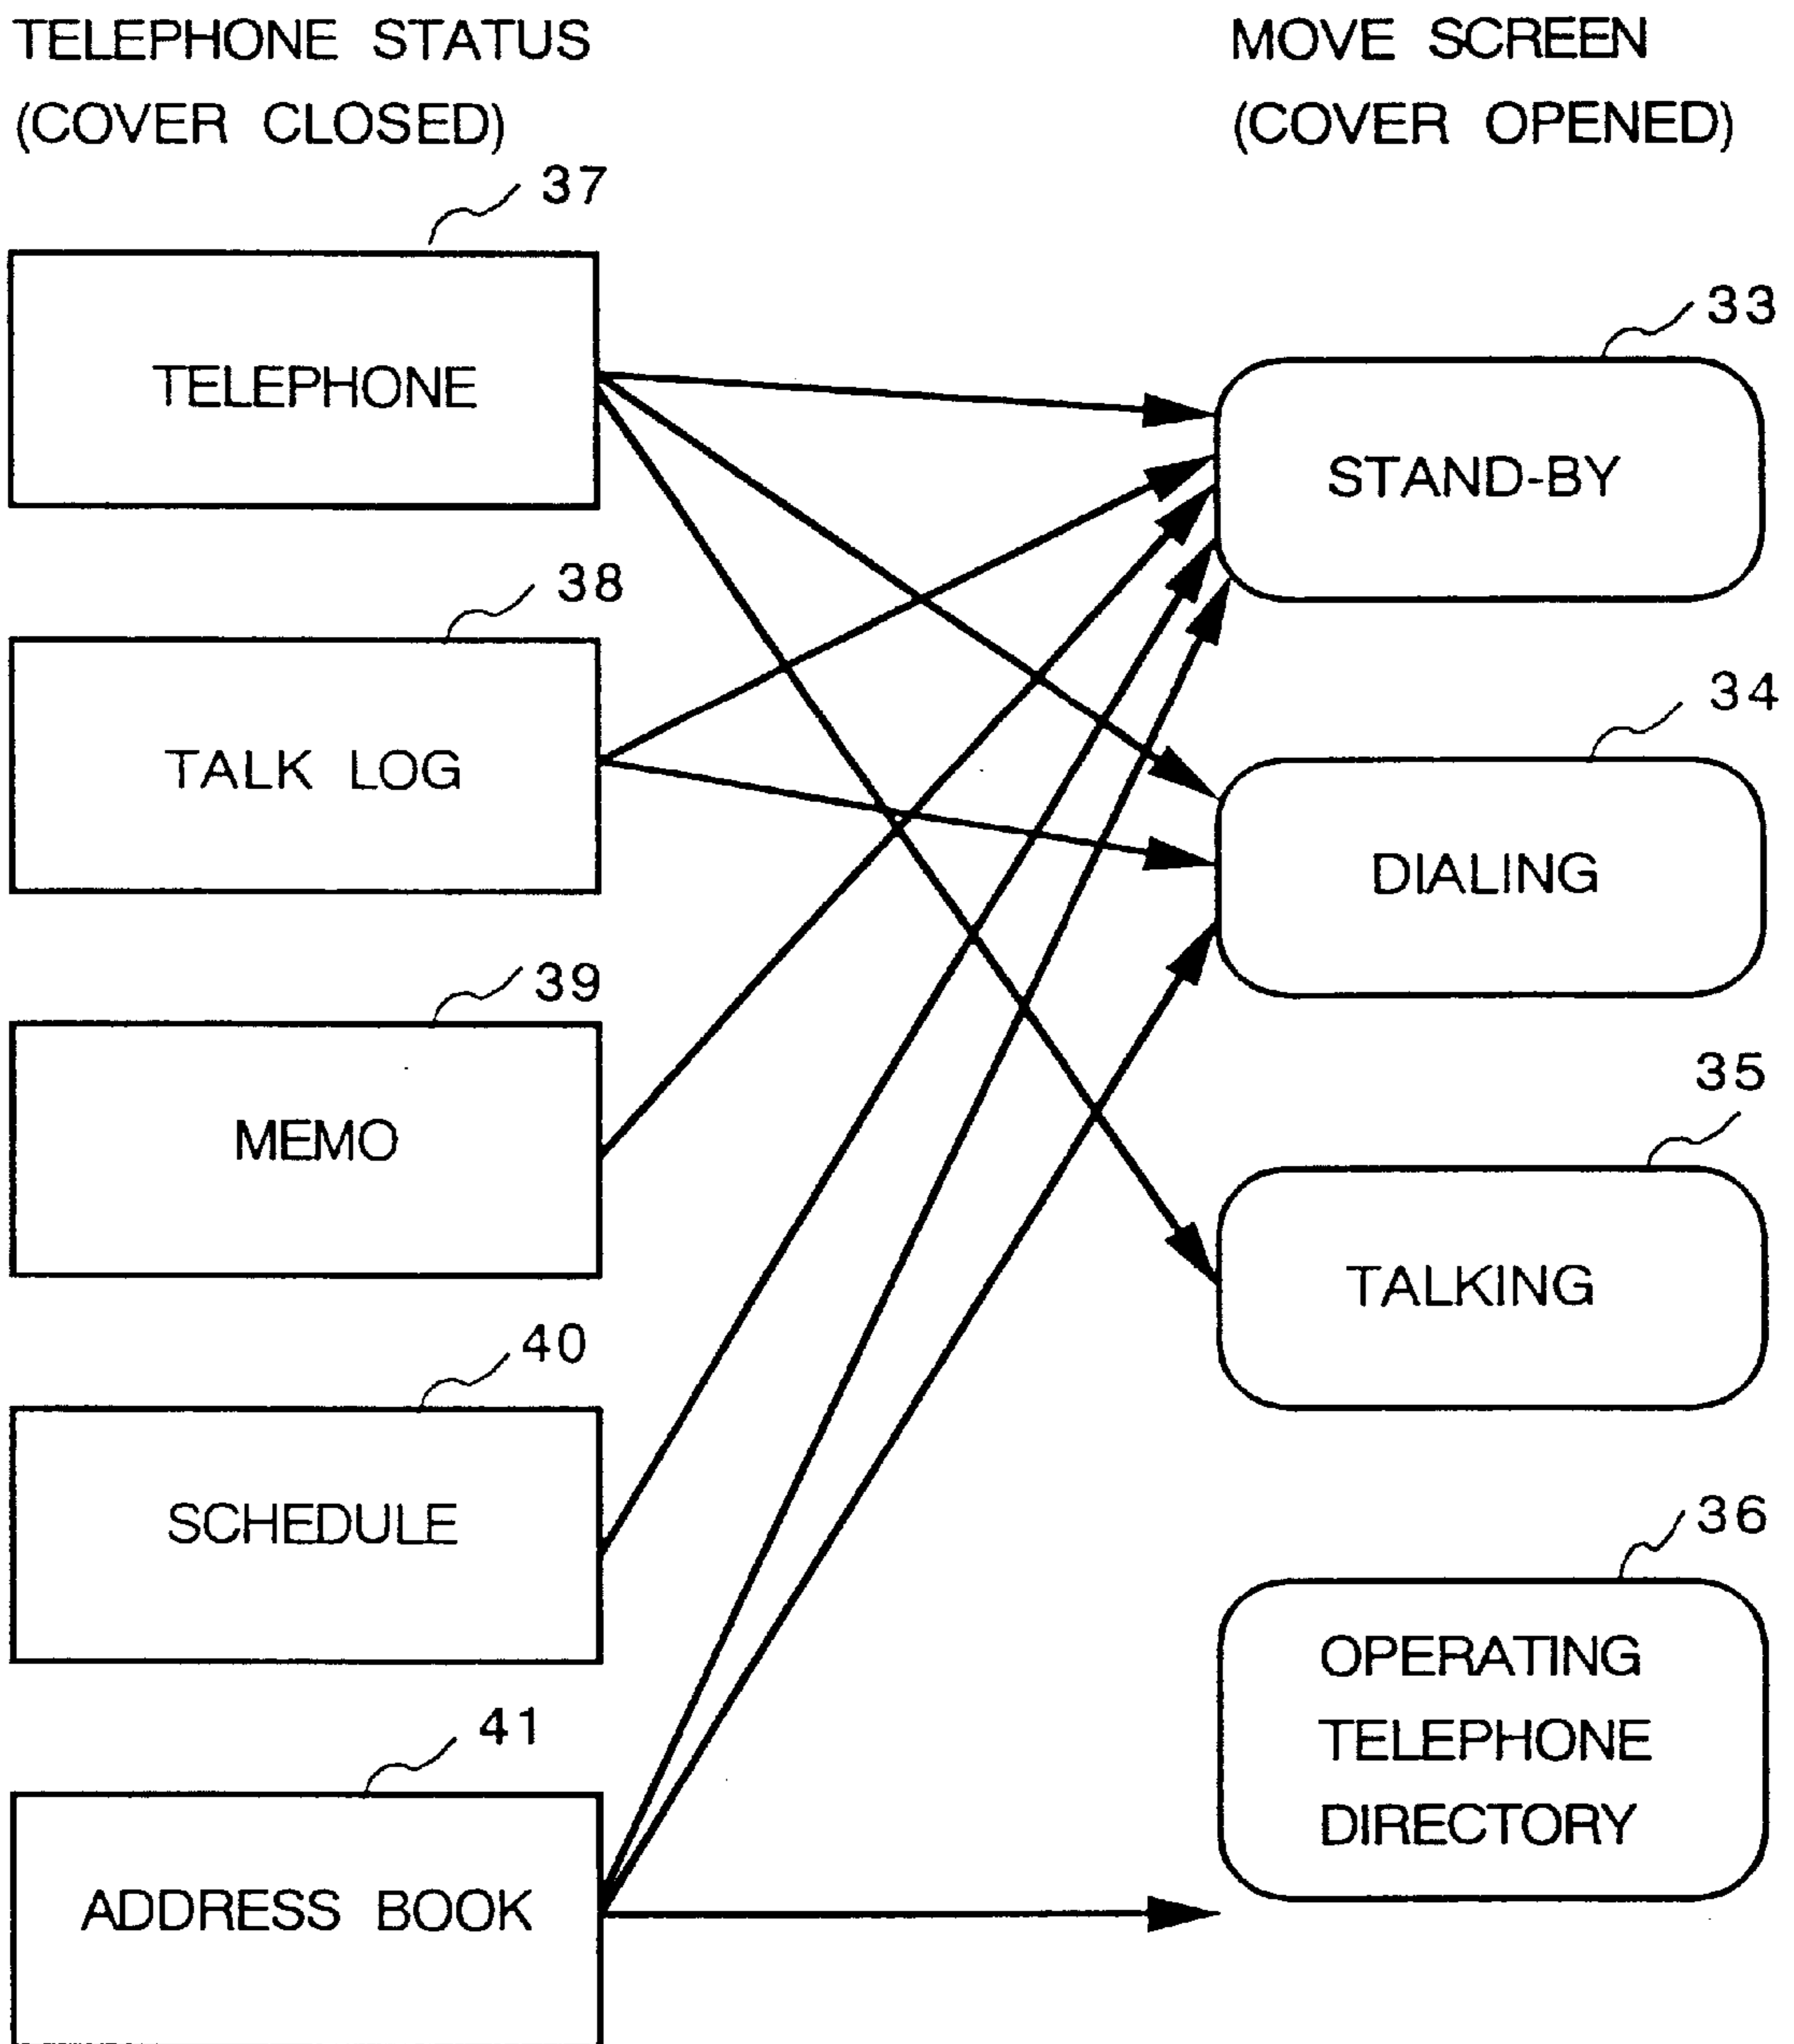 TELEPHONE STATUS
(COVER CLOSED)
MOVE SCREEN
(COVER OPENED)
37
TELEPHONE
33
STAND-BY
38
TALK LOG
34
DIALING
39
MEMO
35
TALKING
40
SCHEDULE
36
OPERATING
TELEPHONE
DIRECTORY
41
ADDRESS BOOK